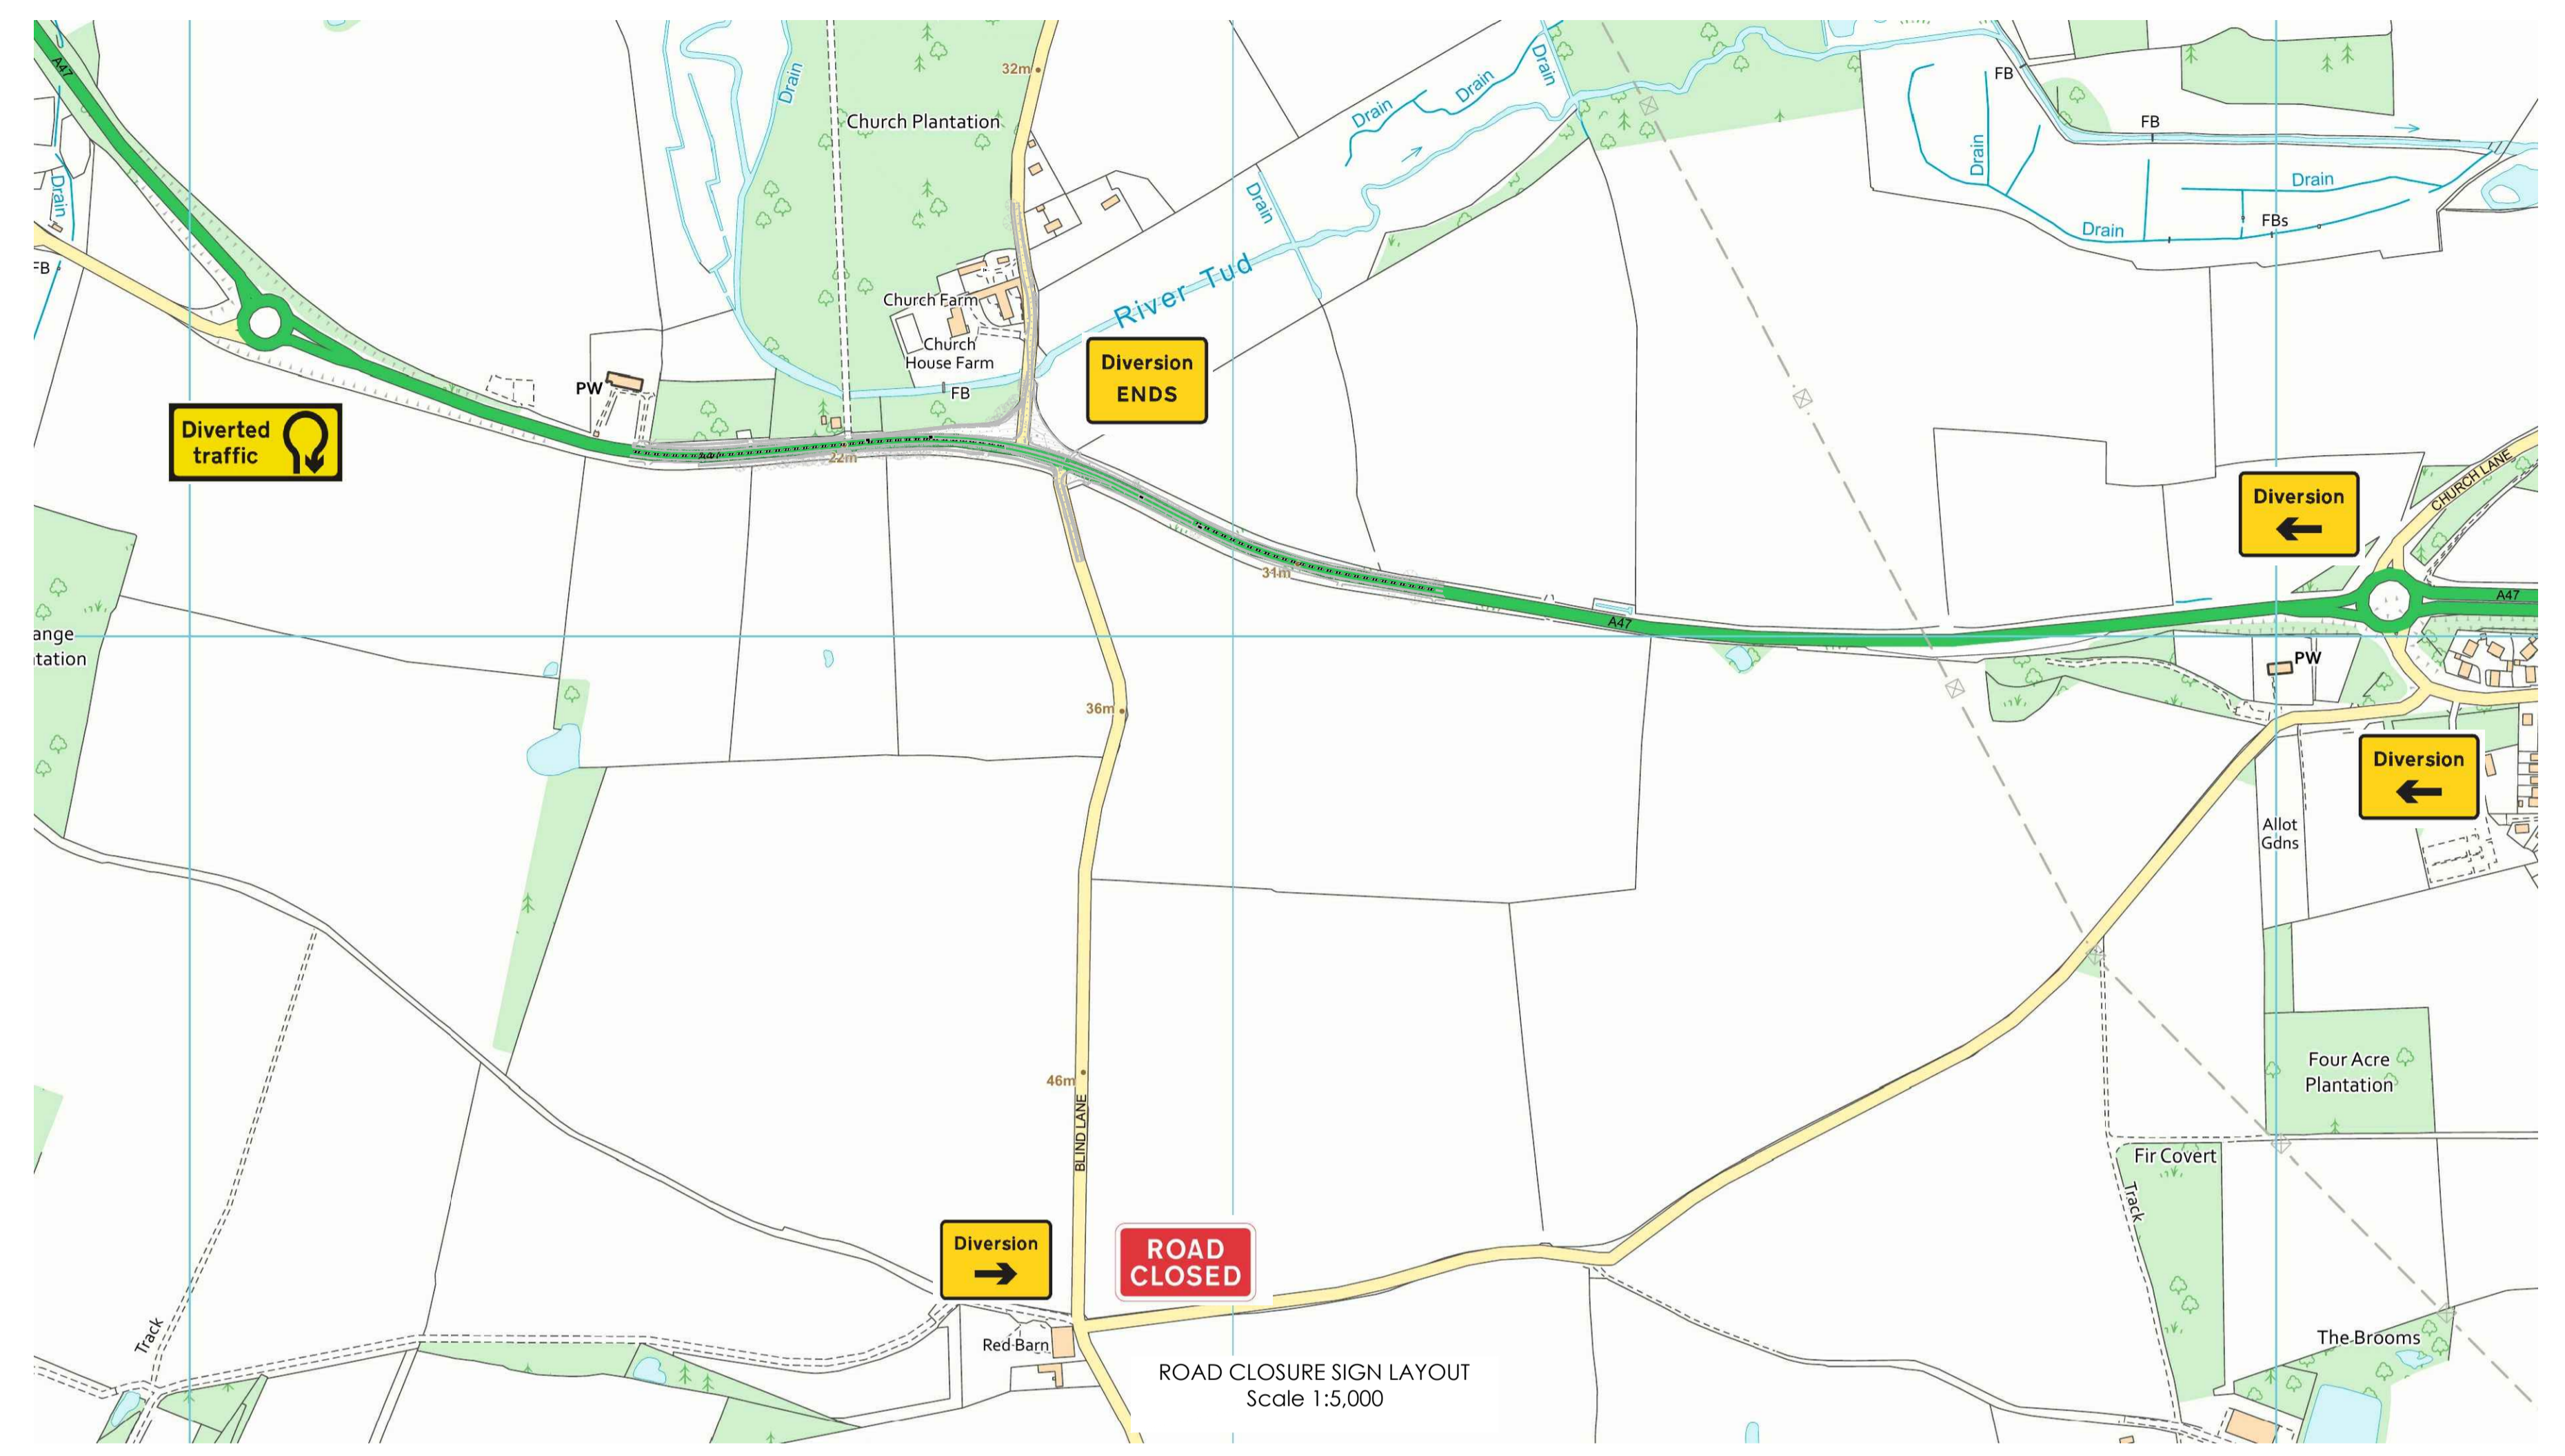 A47
Drain
32m
Drain
Drain
Drain
FB
Church Plantation
Drain
FB
Drain
Drain
Drain
Drain
FBs
Drain
FB
River Tud
Church Farm
Church
House Farm
PW
FB
Diversion
ENDS
Diverted
traffic
22m
CHURCH LANE
Diversion
31m
A47
A47
ange
tation
PW
36m
Diversion
Allot
Gdns
46m
BLIND LANE
Four Acre
Plantation
Fir Covert
Track
Diversion
ROAD
CLOSED
Track
Red Barn
The Brooms
ROAD CLOSURE SIGN LAYOUT
Scale 1:5,000